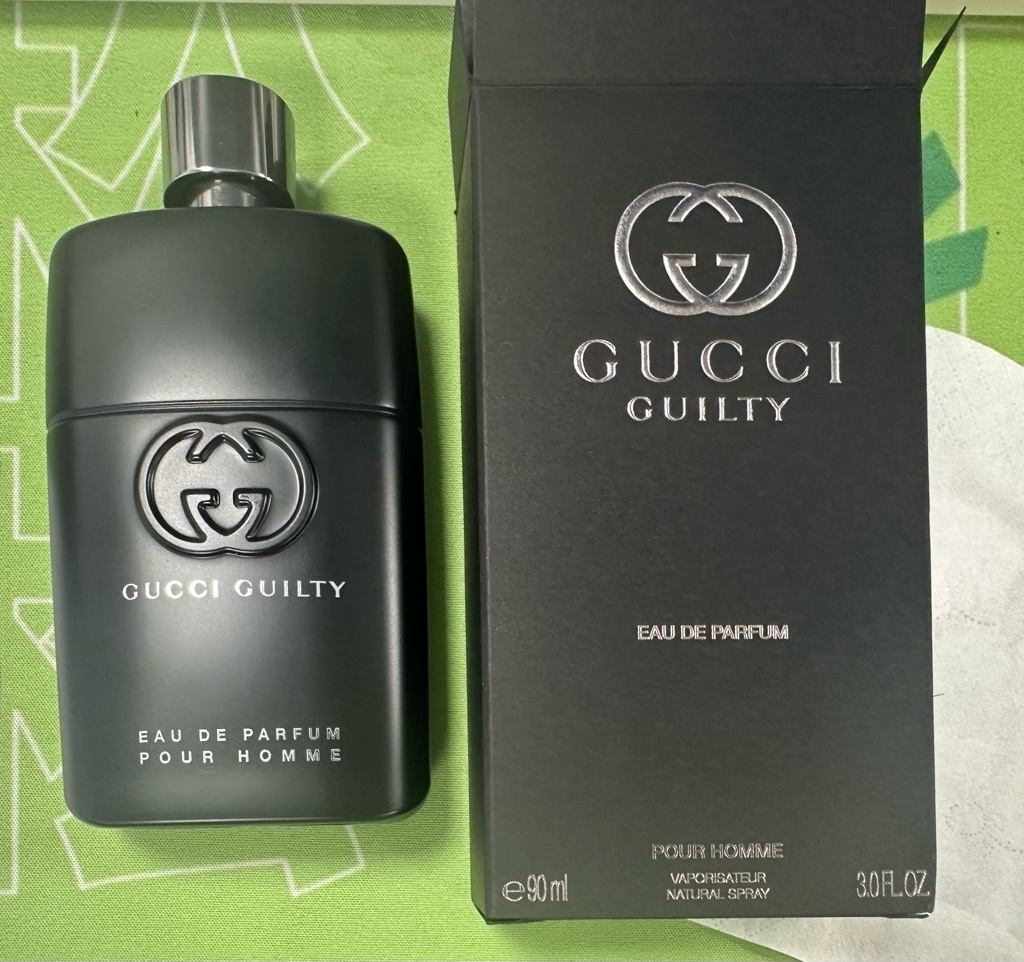 GUCCI GUILTY
EAU DE PARFUM
POUR HOMME
GUCCI
GUILTY
EAU DE PARFUM
POUR HOMME
VAPORISATEUR
NATURAL SPRAY
℮90 ml
3.0 FL.OZ